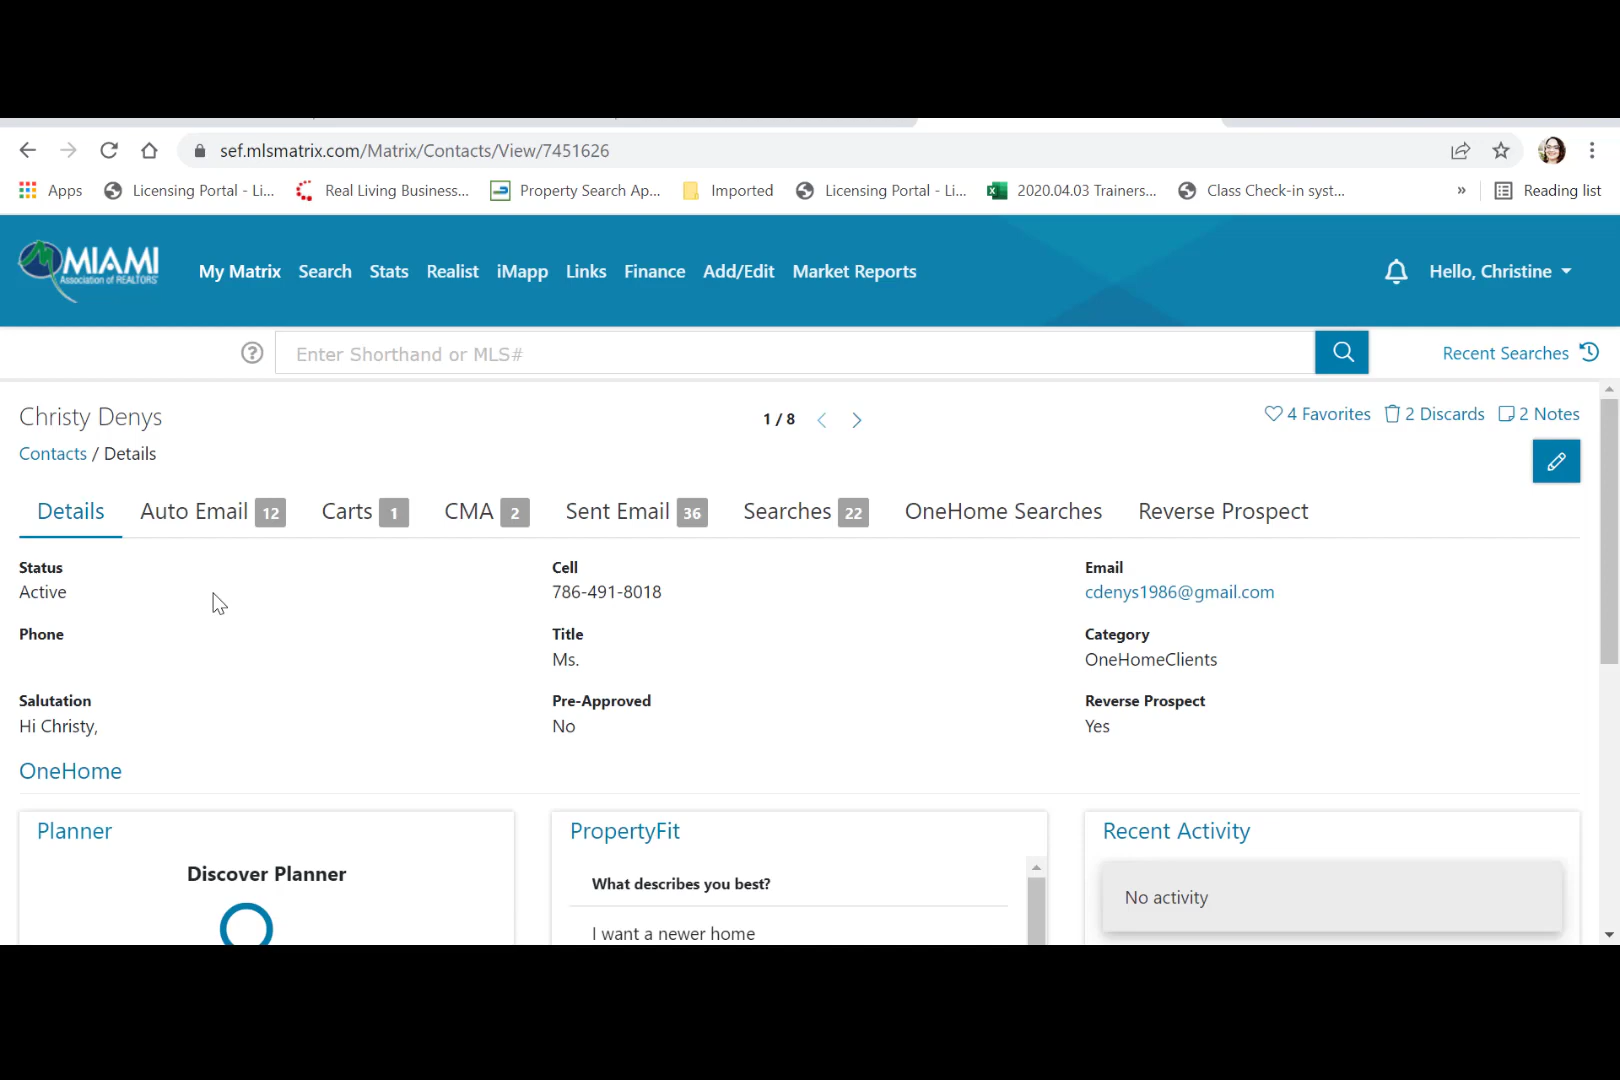 sef.mlsmatrix.com/Matrix/Contacts/View/7451626
Apps Licensing Portal - Li... Real Living Business... Property Search Ap... Imported Licensing Portal - Li... 2020.04.03 Trainers... Class Check-in syst... » Reading list
MIAMI
Association of REALTORS
My Matrix Search Stats Realist iMapp Links Finance Add/Edit Market Reports Hello, Christine
Enter Shorthand or MLS# Recent Searches
Christy Denys 1 / 8 4 Favorites 2 Discards 2 Notes
Contacts / Details
Details Auto Email 12 Carts 1 CMA 2 Sent Email 36 Searches 22 OneHome Searches Reverse Prospect
Status Cell Email
Active 786-491-8018 cdenys1986@gmail.com
Phone Title Category
Ms. OneHomeClients
Salutation Pre-Approved Reverse Prospect
Hi Christy, No Yes
OneHome
Planner PropertyFit Recent Activity
Discover Planner What describes you best? No activity
I want a newer home